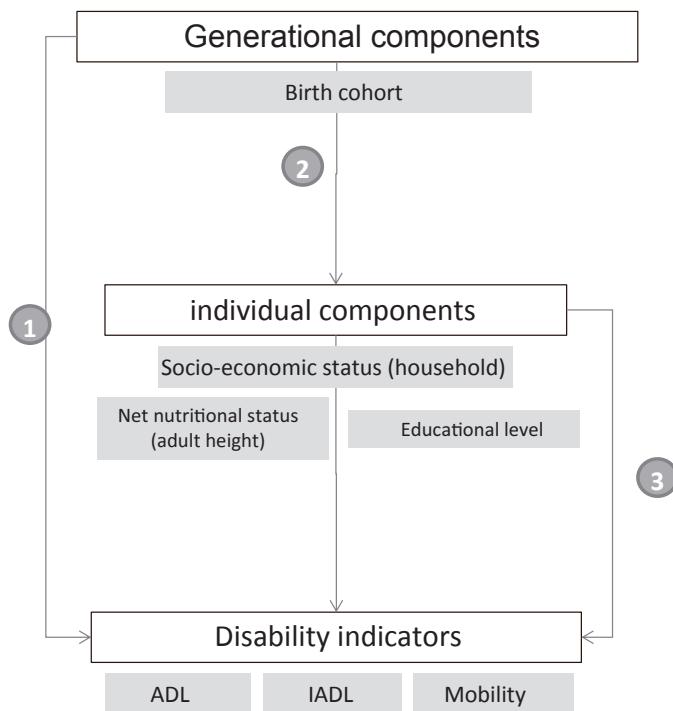 Generational components
Birth cohort
2
individual components
1
Socio-economic status (household)
Net nutritional status
(adult height)
Educational level
3
Disability indicators
ADL
IADL
Mobility